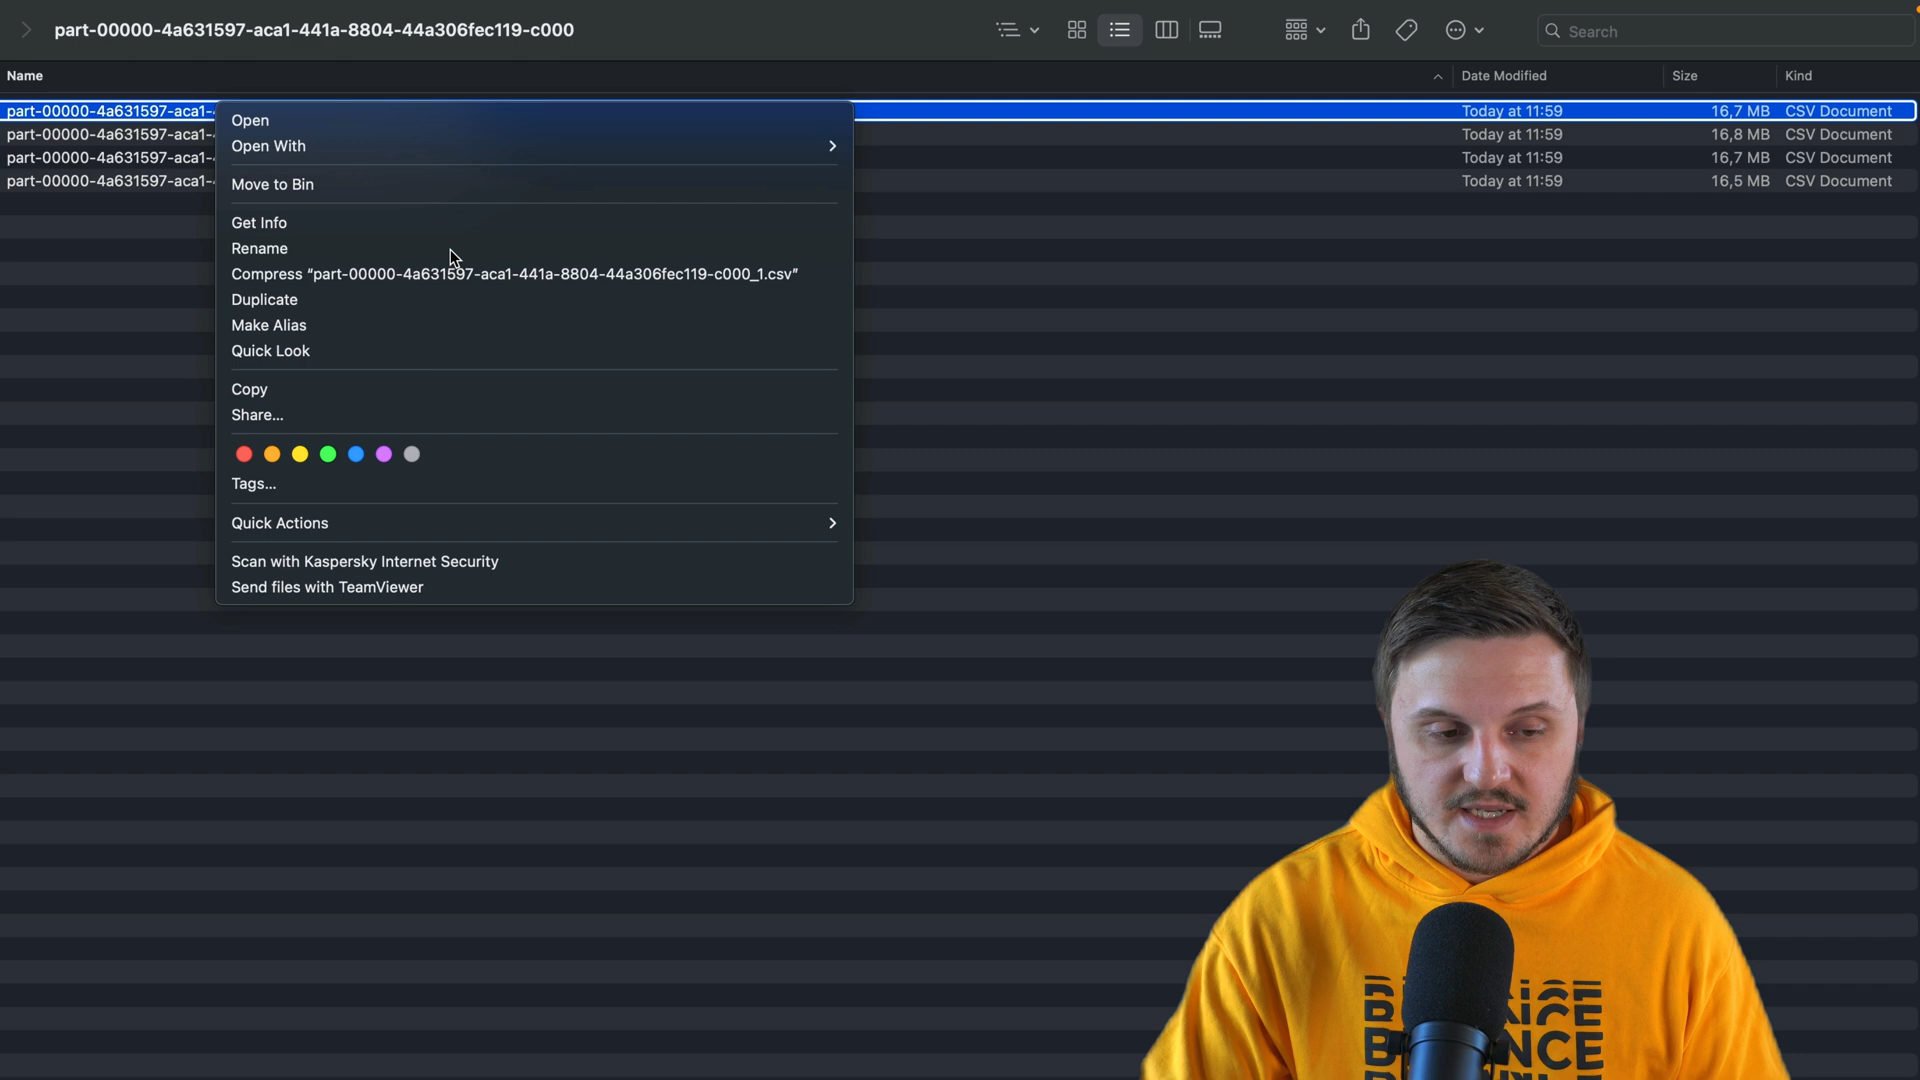 part-00000-4a631597-aca1-441a-8804-44a306fec119-c000
Search
Name
Date Modified
Size
Kind
part-00000-4a631597-aca1-
Today at 11:59
16,7 MB
CSV Document
part-00000-4a631597-aca1-
Today at 11:59
16,8 MB
CSV Document
part-00000-4a631597-aca1-
Today at 11:59
16,7 MB
CSV Document
part-00000-4a631597-aca1-
Today at 11:59
16,5 MB
CSV Document
Open
Open With
Move to Bin
Get Info
Rename
Compress “part-00000-4a631597-aca1-441a-8804-44a306fec119-c000_1.csv”
Duplicate
Make Alias
Quick Look
Copy
Share...
Tags...
Quick Actions
Scan with Kaspersky Internet Security
Send files with TeamViewer